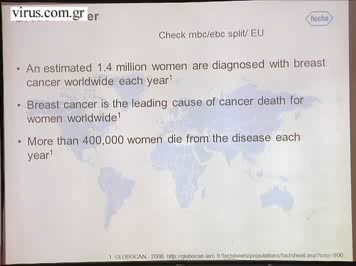 virus.com.gr
er
Roche
Check mbc/ebc split/ EU
• An estimated 1.4 million women are diagnosed with breast
cancer worldwide each year1
• Breast cancer is the leading cause of cancer death for
women worldwide1
• More than 400,000 women die from the disease each
year1
1. GLOBOCAN, 2008.